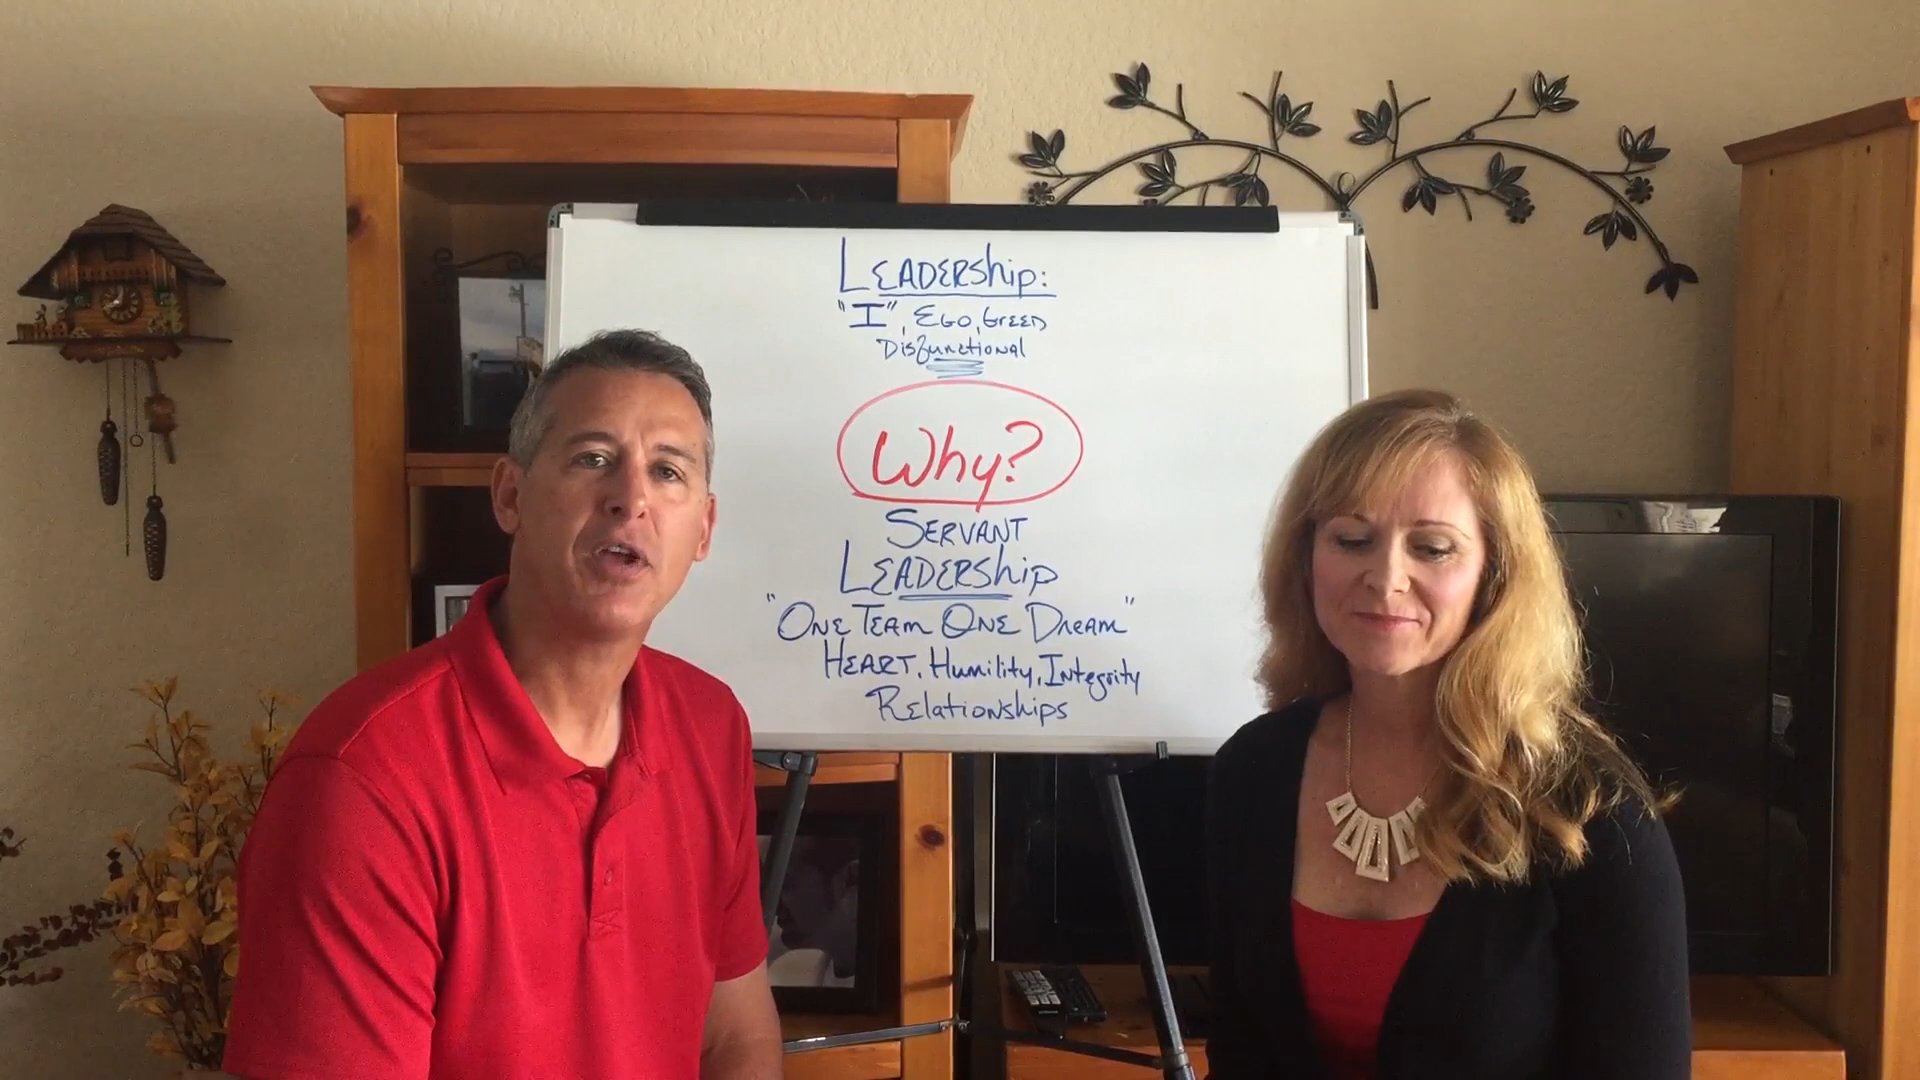 Leadership:
"I", Ego, Greed
Disfunctional
Why?
Servant
Leadership
"One Team One Dream"
Heart, Humility, Integrity
Relationships